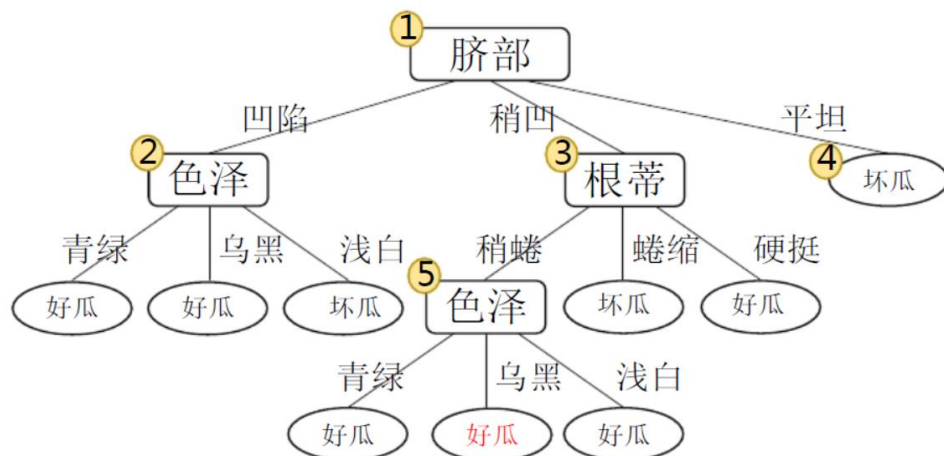 1
脐部
凹陷 稍凹 平坦
2 色泽
3 根蒂
4 坏瓜
青绿 乌黑 浅白 稍蜷 蜷缩 硬挺
好瓜 好瓜 坏瓜
5 色泽
坏瓜 好瓜
青绿 乌黑 浅白
好瓜 好瓜 好瓜